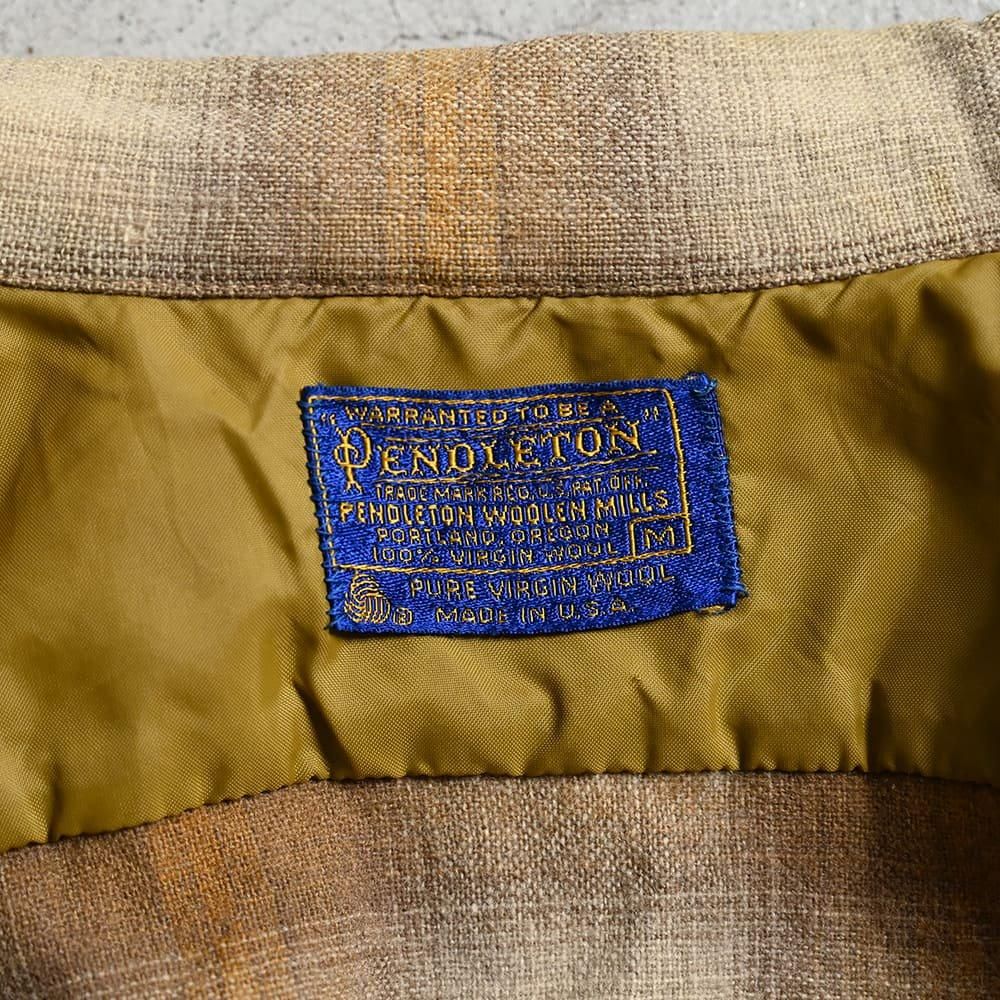 "WARRANTED TO BE A
PENDLETON"
TRADE MARK REG. U.S. PAT. OFF.
PENDLETON WOOLEN MILLS
PORTLAND, OREGON
100% VIRGIN WOOL M
PURE VIRGIN WOOL
® MADE IN U.S.A.